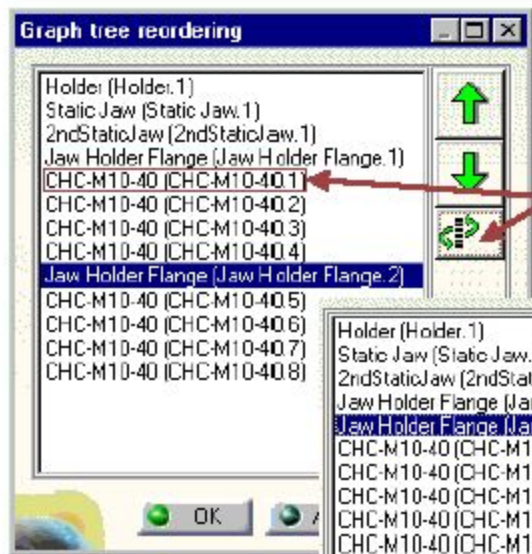 Graph tree reordering
Holder (Holder.1)
Static Jaw (Static Jaw.1)
2ndStaticJaw (2ndStaticJaw.1)
Jaw Holder Flange (Jaw Holder Flange.1)
CHC-M10-40 (CHC-M10-40.1)
CHC-M10-40 (CHC-M10-40.2)
CHC-M10-40 (CHC-M10-40.3)
CHC-M10-40 (CHC-M10-40.4)
Jaw Holder Flange (Jaw Holder Flange.2)
CHC-M10-40 (CHC-M10-40.5)
CHC-M10-40 (CHC-M10-40.6)
CHC-M10-40 (CHC-M10-40.7)
CHC-M10-40 (CHC-M10-40.8)
Holder (Holder.1)
Static Jaw (Static Jaw.
2ndStaticJaw (2ndStat
Jaw Holder Flange (Ja
Jaw Holder Flange (Ja
CHC-M10-40 (CHC-M1
CHC-M10-40 (CHC-M1
CHC-M10-40 (CHC-M1
CHC-M10-40 (CHC-M1
CHC-M10-40 (CHC-M1
OK